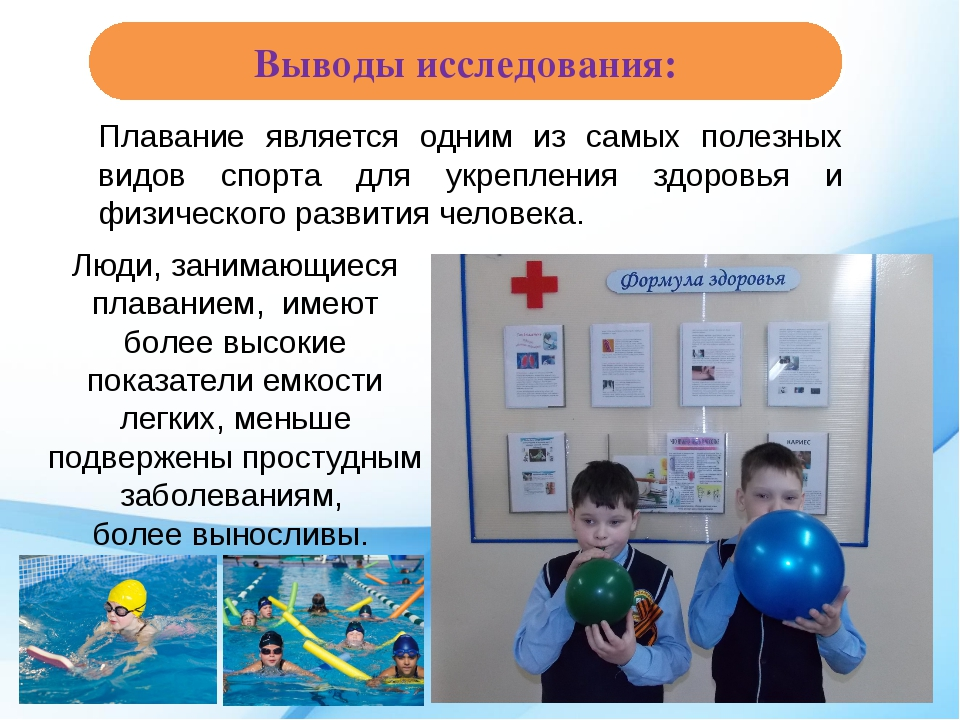 Выводы исследования:
Плавание является одним из самых полезных
видов спорта для укрепления здоровья и
физического развития человека.
Люди, занимающиеся
плаванием, имеют
более высокие
показатели емкости
легких, меньше
подвержены простудным
заболеваниям,
более выносливы.
Формула здоровья
КАРИЕС